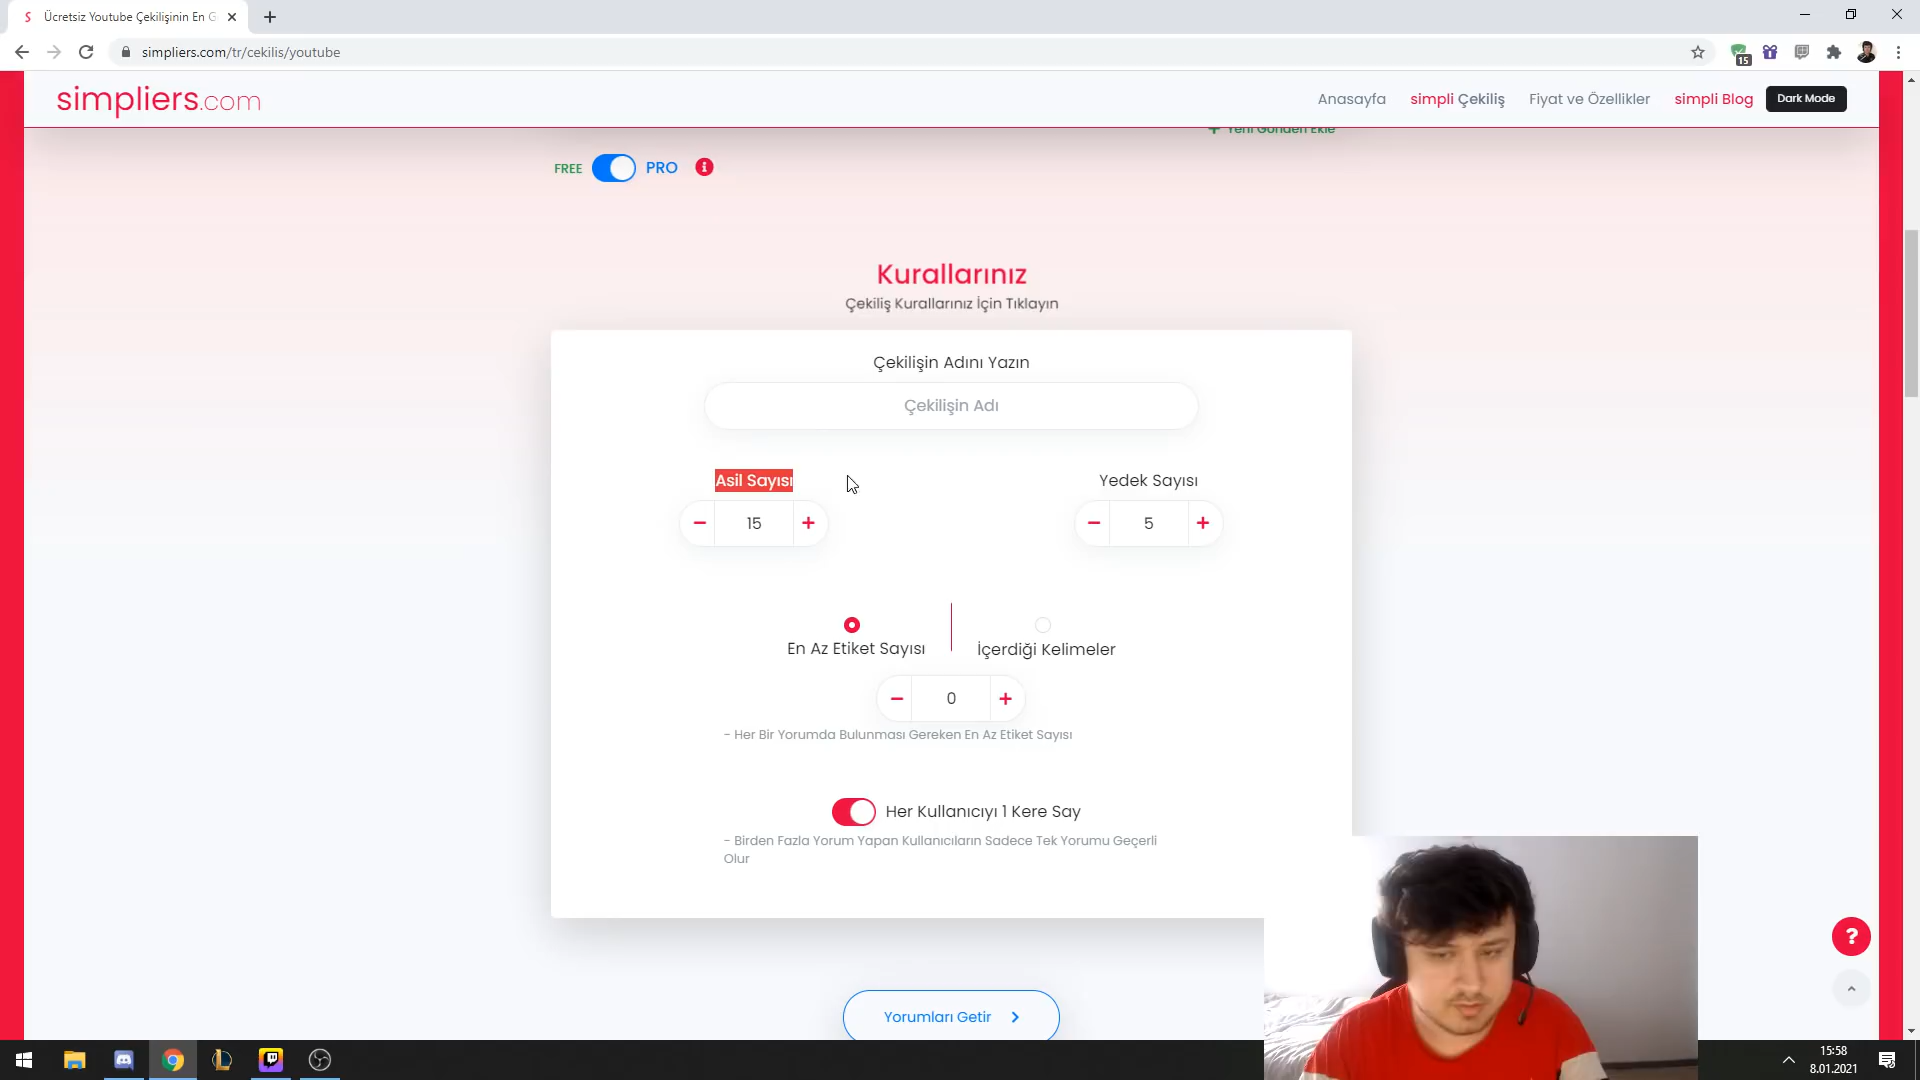 Ücretsiz Youtube Çekilişinin En G
simpliers.com/tr/cekilis/youtube
15
simpliers.com
Anasayfa
simpli Çekiliş
Fiyat ve Özellikler
simpli Blog
Dark Mode
+ Yeni Gönderi Ekle
FREE
PRO
Kurallarınız
Çekiliş Kurallarınız İçin Tıklayın
Çekilişin Adını Yazın
Çekilişin Adı
Asil Sayısı
Yedek Sayısı
− 15 +
− 5 +
En Az Etiket Sayısı
İçerdiği Kelimeler
− 0 +
- Her Bir Yorumda Bulunması Gereken En Az Etiket Sayısı
Her Kullanıcıyı 1 Kere Say
- Birden Fazla Yorum Yapan Kullanıcıların Sadece Tek Yorumu Geçerli
Olur
Yorumları Getir
?
15:58
8.01.2021